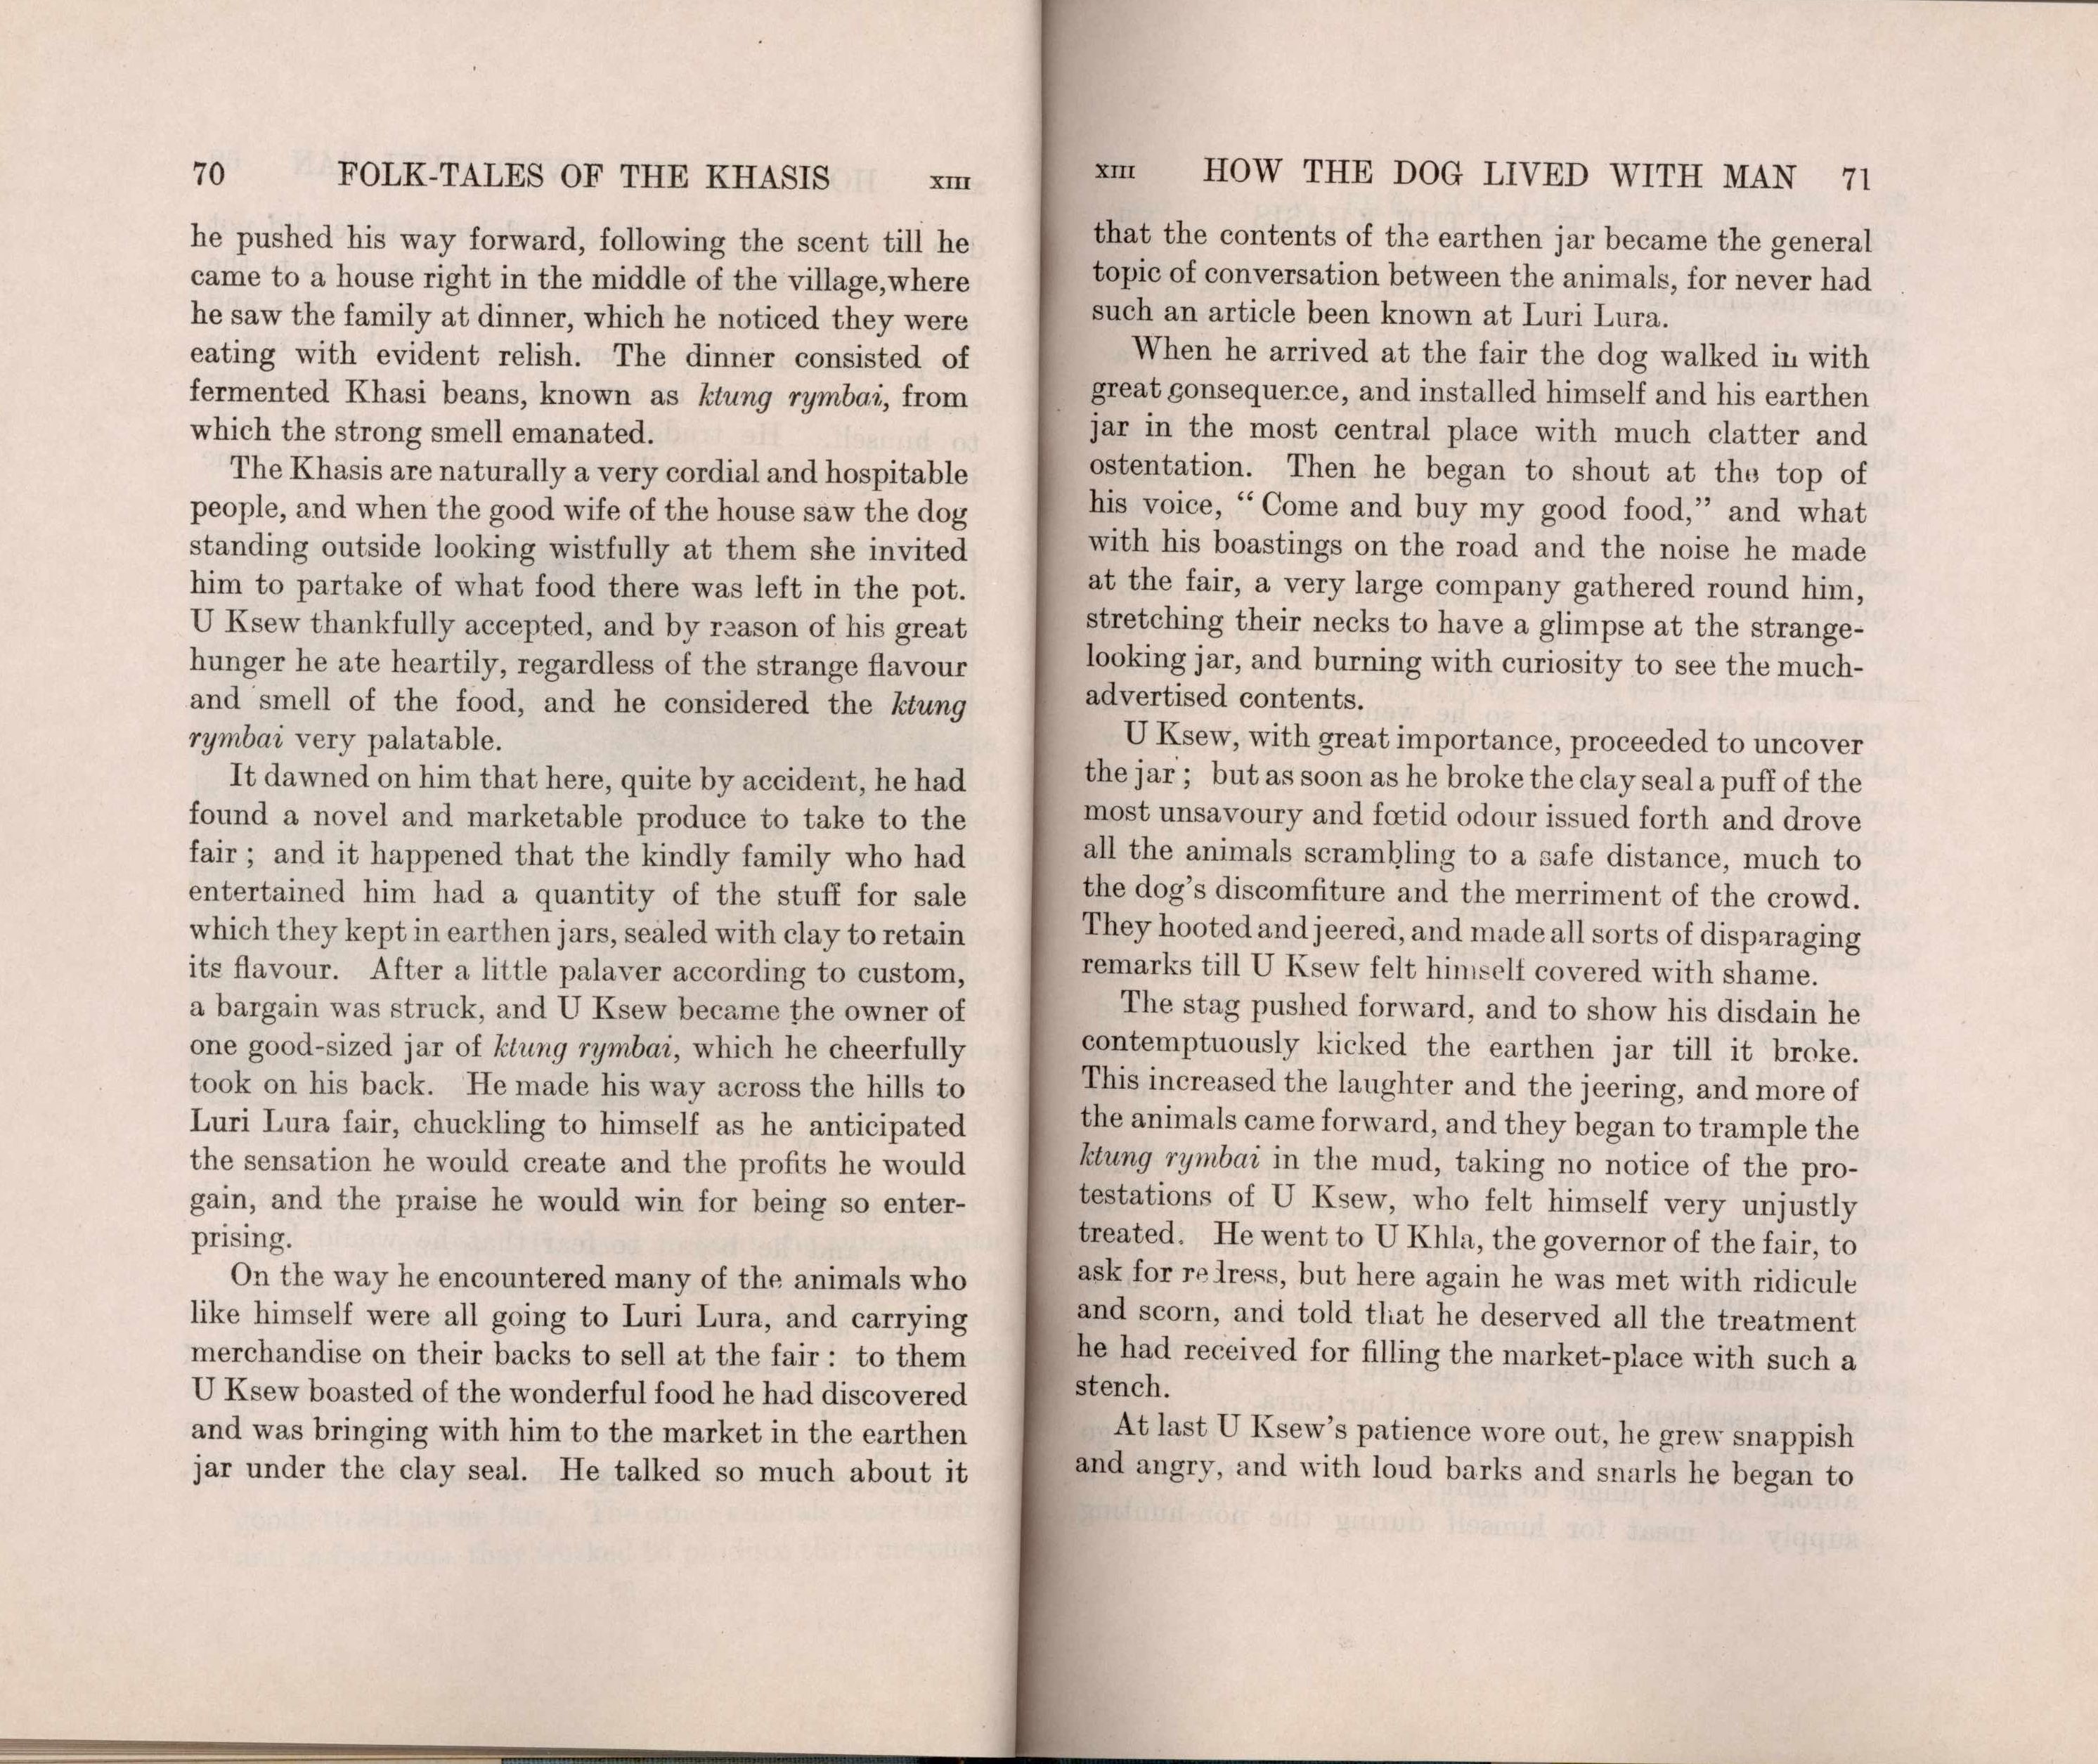 70 FOLK-TALES OF THE KHASIS XIII
he pushed his way forward, following the scent till he
came to a house right in the middle of the village, where
he saw the family at dinner, which he noticed they were
eating with evident relish. The dinner consisted of
fermented Khasi beans, known as ktung rymbai, from
which the strong smell emanated.
The Khasis are naturally a very cordial and hospitable
people, and when the good wife of the house saw the dog
standing outside looking wistfully at them she invited
him to partake of what food there was left in the pot.
U Ksew thankfully accepted, and by reason of his great
hunger he ate heartily, regardless of the strange flavour
and smell of the food, and he considered the ktung
rymbai very palatable.
It dawned on him that here, quite by accident, he had
found a novel and marketable produce to take to the
fair ; and it happened that the kindly family who had
entertained him had a quantity of the stuff for sale
which they kept in earthen jars, sealed with clay to retain
its flavour. After a little palaver according to custom,
a bargain was struck, and U Ksew became the owner of
one good-sized jar of ktung rymbai, which he cheerfully
took on his back. He made his way across the hills to
Luri Lura fair, chuckling to himself as he anticipated
the sensation he would create and the profits he would
gain, and the praise he would win for being so enter-
prising.
On the way he encountered many of the animals who
like himself were all going to Luri Lura, and carrying
merchandise on their backs to sell at the fair : to them
U Ksew boasted of the wonderful food he had discovered
and was bringing with him to the market in the earthen
jar under the clay seal. He talked so much about it
XIII HOW THE DOG LIVED WITH MAN 71
that the contents of the earthen jar became the general
topic of conversation between the animals, for never had
such an article been known at Luri Lura.
When he arrived at the fair the dog walked in with
great consequence, and installed himself and his earthen
jar in the most central place with much clatter and
ostentation. Then he began to shout at the top of
his voice, “ Come and buy my good food,” and what
with his boastings on the road and the noise he made
at the fair, a very large company gathered round him,
stretching their necks to have a glimpse at the strange-
looking jar, and burning with curiosity to see the much-
advertised contents.
U Ksew, with great importance, proceeded to uncover
the jar ; but as soon as he broke the clay seal a puff of the
most unsavoury and fœtid odour issued forth and drove
all the animals scrambling to a safe distance, much to
the dog’s discomfiture and the merriment of the crowd.
They hooted and jeered, and made all sorts of disparaging
remarks till U Ksew felt himself covered with shame.
The stag pushed forward, and to show his disdain he
contemptuously kicked the earthen jar till it broke.
This increased the laughter and the jeering, and more of
the animals came forward, and they began to trample the
ktung rymbai in the mud, taking no notice of the pro-
testations of U Ksew, who felt himself very unjustly
treated. He went to U Khla, the governor of the fair, to
ask for redress, but here again he was met with ridicule
and scorn, and told that he deserved all the treatment
he had received for filling the market-place with such a
stench.
At last U Ksew’s patience wore out, he grew snappish
and angry, and with loud barks and snarls he began to